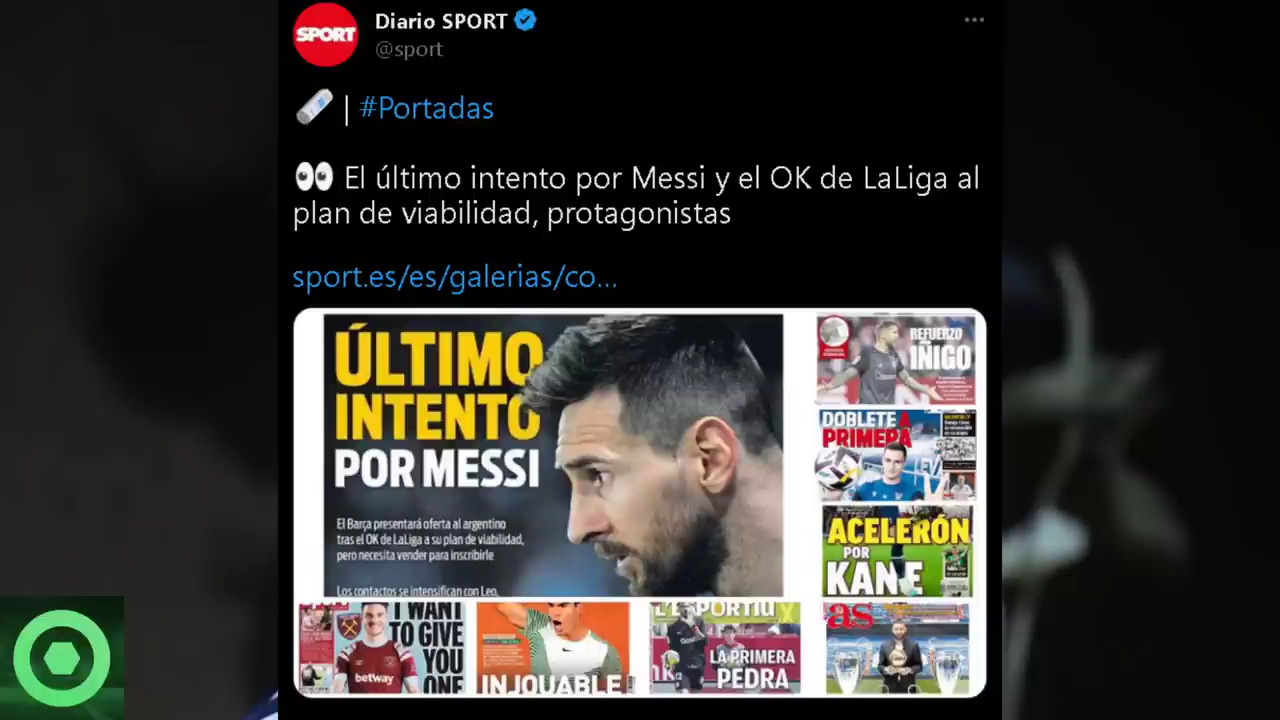 SPORT
Diario SPORT
@sport
| #Portadas
El último intento por Messi y el OK de LaLiga al
plan de viabilidad, protagonistas
sport.es/es/galerias/co...
ÚLTIMO
INTENTO
POR MESSI
El Barça presentará oferta al argentino
tras el OK de LaLiga a su plan de viabilidad,
pero necesita vender para inscribirle
Los contactos se intensifican con Leo,
REFUERZO
IÑIGO
DOBLETE A
PRIMERA
ACELERÓN
POR
KANE
I WANT
TO GIVE
YOU
ONE
betway
INJOUABLE
L'ESPORTIU
LA PRIMERA
PEDRA
as